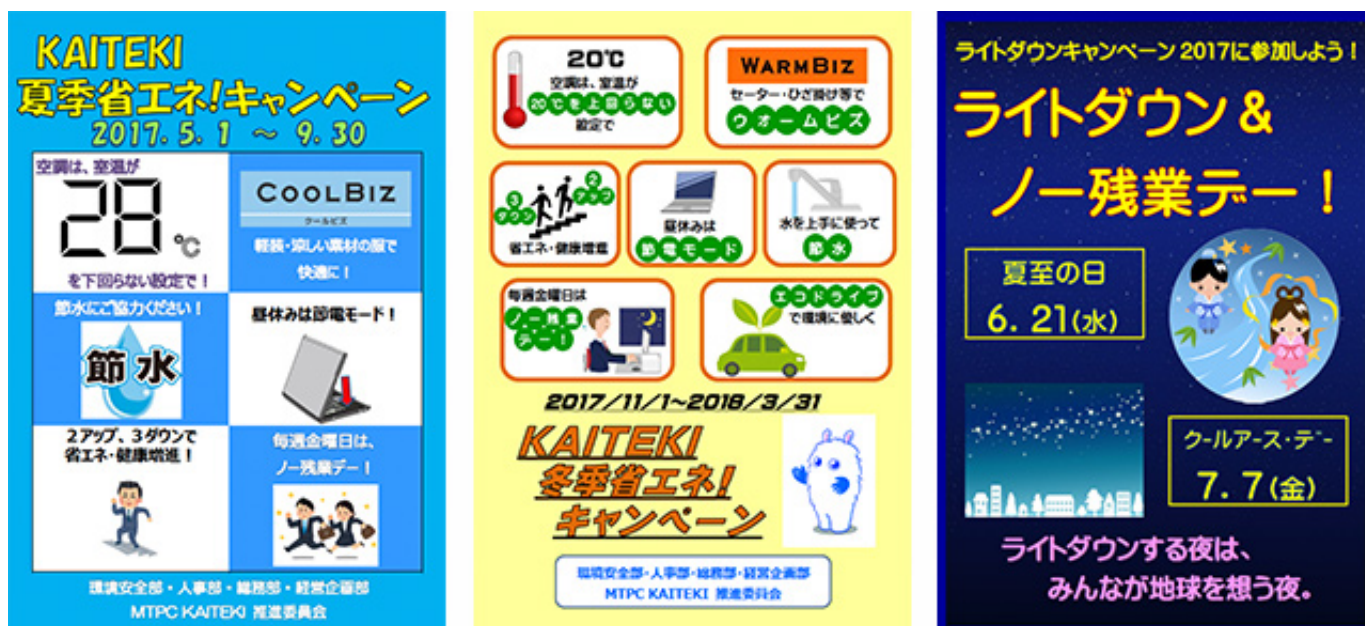 KAITEKI
夏季省エネ!キャンペーン
2017. 5. 1 ～ 9. 30
空調は、室温が
28℃
を下回らない設定で！
COOLBIZ
クールビズ
軽装・涼しい素材の服で
快適に！
節水にご協力ください！
節水
昼休みは節電モード！
2アップ、3ダウンで
省エネ・健康増進！
毎週金曜日は、
ノー残業デー！
環境安全部・人事部・総務部・経営企画部
MTPC KAITEKI 推進委員会
20℃
空調は、室温が
20℃を上回らない
設定で
WARMBIZ
セーター・ひざ掛け等で
ウォームビズ
2
アップ
3
ダウン
省エネ・健康増進
昼休みは
節電モード
水を上手に使って
節水
毎週金曜日は
ノー残業
デー！
エコドライブ
で環境に優しく
2017/11/1~2018/3/31
KAITEKI
冬季省エネ!
キャンペーン
環境安全部・人事部・総務部・経営企画部
MTPC KAITEKI 推進委員会
ライトダウンキャンペーン 2017に参加しよう！
ライトダウン＆
ノー残業デー！
夏至の日
6. 21(水)
クールアース・デー
7. 7(金)
ライトダウンする夜は、
みんなが地球を想う夜。